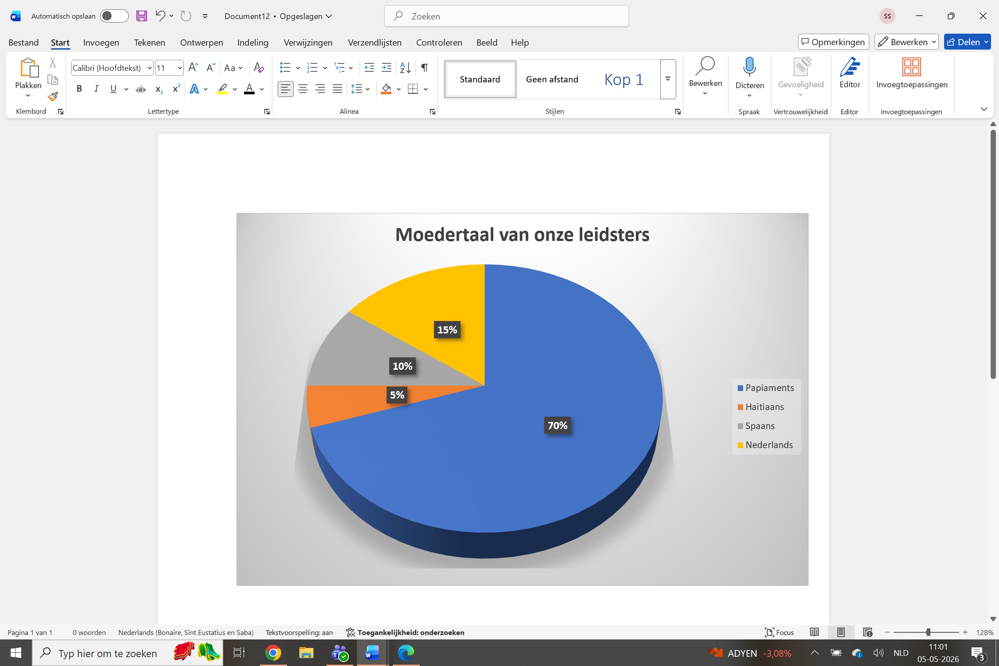 Automatisch opslaan
Document12 • Opgeslagen
Zoeken
SS
Bestand Start Invoegen Tekenen Ontwerpen Indeling Verwijzingen Verzendlijsten Controleren Beeld Help
Opmerkingen Bewerken Delen
Plakken
Klembord
Calibri (Hoofdtekst) 11
Lettertype
Alinea
Standaard Geen afstand Kop 1
Stijlen
Bewerken
Dicteren
Spraak
Gevoeligheid
Vertrouwelijkheid
Editor
Editor
Invoegtoepassingen
Invoegtoepassingen
Moedertaal van onze leidsters
15%
10%
5%
70%
Papiaments
Haitiaans
Spaans
Nederlands
Pagina 1 van 1 0 woorden Nederlands (Bonaire, Sint Eustatius en Saba) Tekstvoorspelling: aan Toegankelijkheid: onderzoeken Focus 128%
Typ hier om te zoeken
ADYEN -3,08%
NLD
11:01
05-05-2026
3